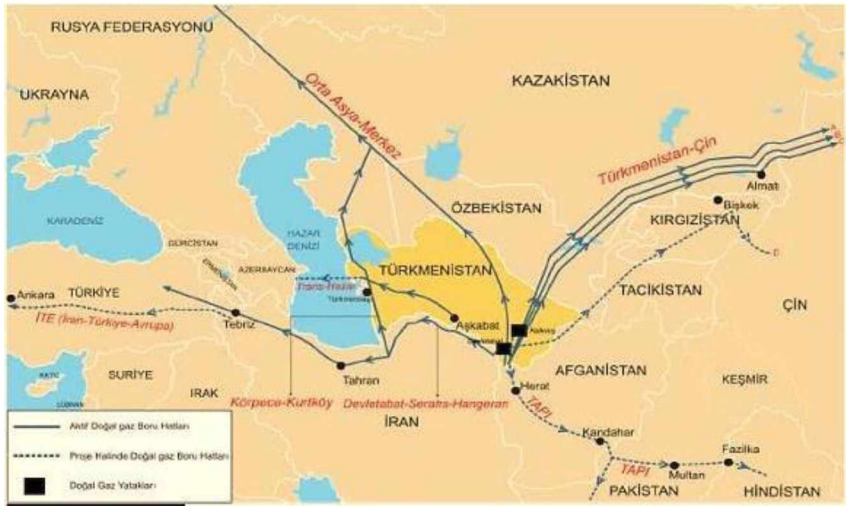 RUSYA FEDERASYONU
UKRAYNA
KAZAKİSTAN
Orta Asya-Merkez
Türkmenistan-Çin
Almatı
Bişkek
KARADENİZ
HAZAR
DENİZİ
ÖZBEKİSTAN
KIRGIZİSTAN
GÜRCİSTAN
ERMENİSTAN
AZERBAYCAN
TÜRKMENİSTAN
TACİKİSTAN
D
ÇİN
Trans-Hazar
Ankara
TÜRKİYE
İTE (İran-Türkiye-Avrupa)
Tebriz
Aşkabat
SURİYE
IRAK
Tahran
AFGANİSTAN
KEŞMİR
Herat
Körpece-Kurtköy
Devletabat-Serahs-Hangeran
TAPI
İRAN
LÜBNAN
Kandahar
Fazilka
TAPI
Multan
PAKİSTAN
HİNDİSTAN
Aktif Doğal gaz Boru Hatları
Proje Halinde Doğal gaz Boru Hatları
Doğal Gaz Yatakları